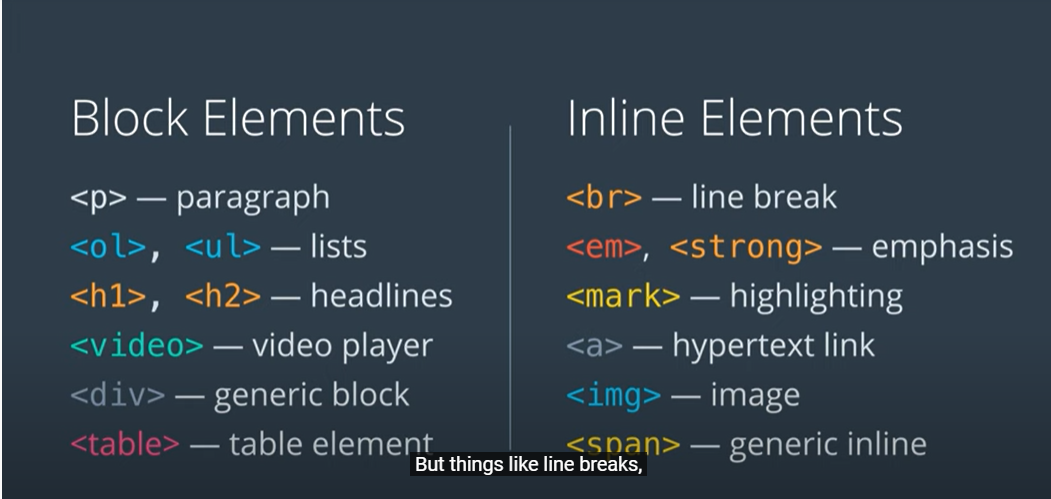 Block Elements
<p> — paragraph
<ol>, <ul> — lists
<h1>, <h2> — headlines
<video> — video player
<div> — generic block
<table> — table element
Inline Elements
<br> — line break
<em>, <strong> — emphasis
<mark> — highlighting
<a> — hypertext link
<img> — image
<span> — generic inline
But things like line breaks,